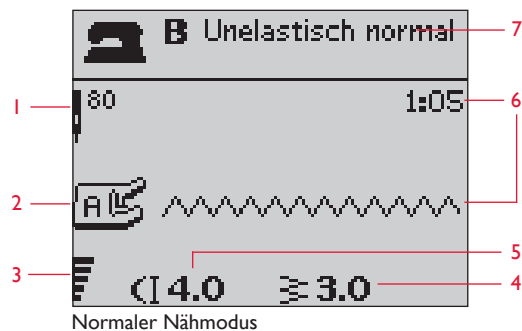 B Unelastisch normal 7
1 80 1:05 6
2 A
5
3 4.0 3.0 4
Normaler Nähmodus